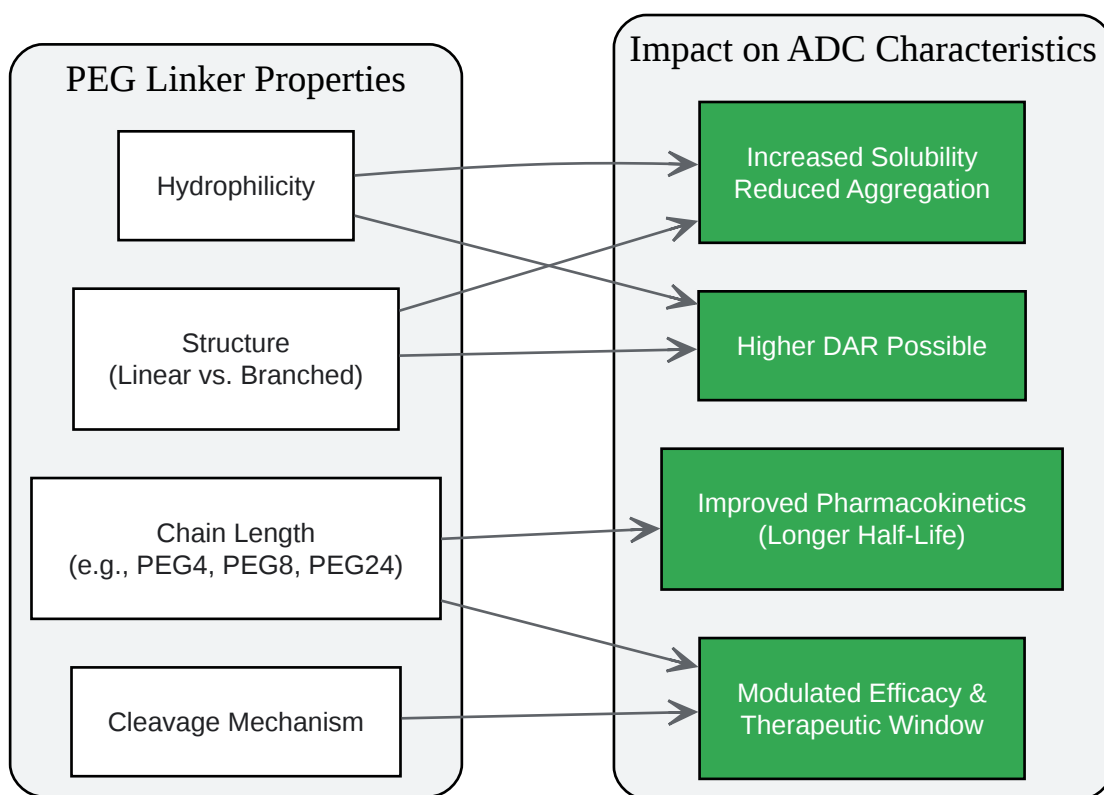 PEG Linker Properties
Hydrophilicity
Structure
(Linear vs. Branched)
Chain Length
(e.g., PEG4, PEG8, PEG24)
Cleavage Mechanism
Impact on ADC Characteristics
Increased Solubility
Reduced Aggregation
Higher DAR Possible
Improved Pharmacokinetics
(Longer Half-Life)
Modulated Efficacy &
Therapeutic Window